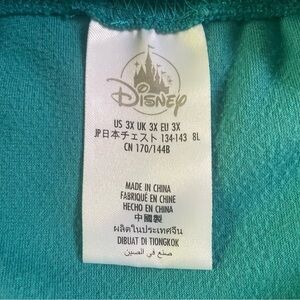 Disney
US 3X UK 3X EU 3X
JP日本チェスト 134-143 8L
CN 170/144B
MADE IN CHINA
FABRIQUÉ EN CHINE
HECHO EN CHINA
中國製
ผลิตในประเทศจีน
DIBUAT DI TIONGKOK
صنع في الصين